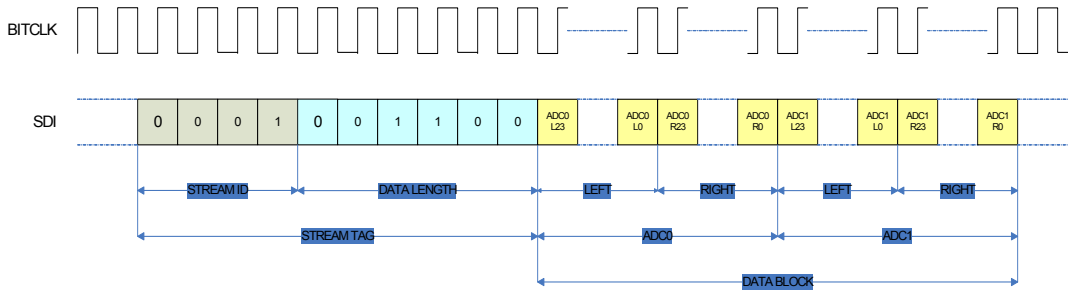 BITCLK
SDI
0 0 0 1 0 0 1 1 0 0
ADC0 ADC0 ADC0 ADC0 ADC1 ADC1 ADC1 ADC1
L23 L0 R23 R0 L23 L0 R23 R0
STREAM ID DATA LENGTH LEFT RIGHT LEFT RIGHT
STREAM TAG ADC0 ADC1
DATA BLOCK